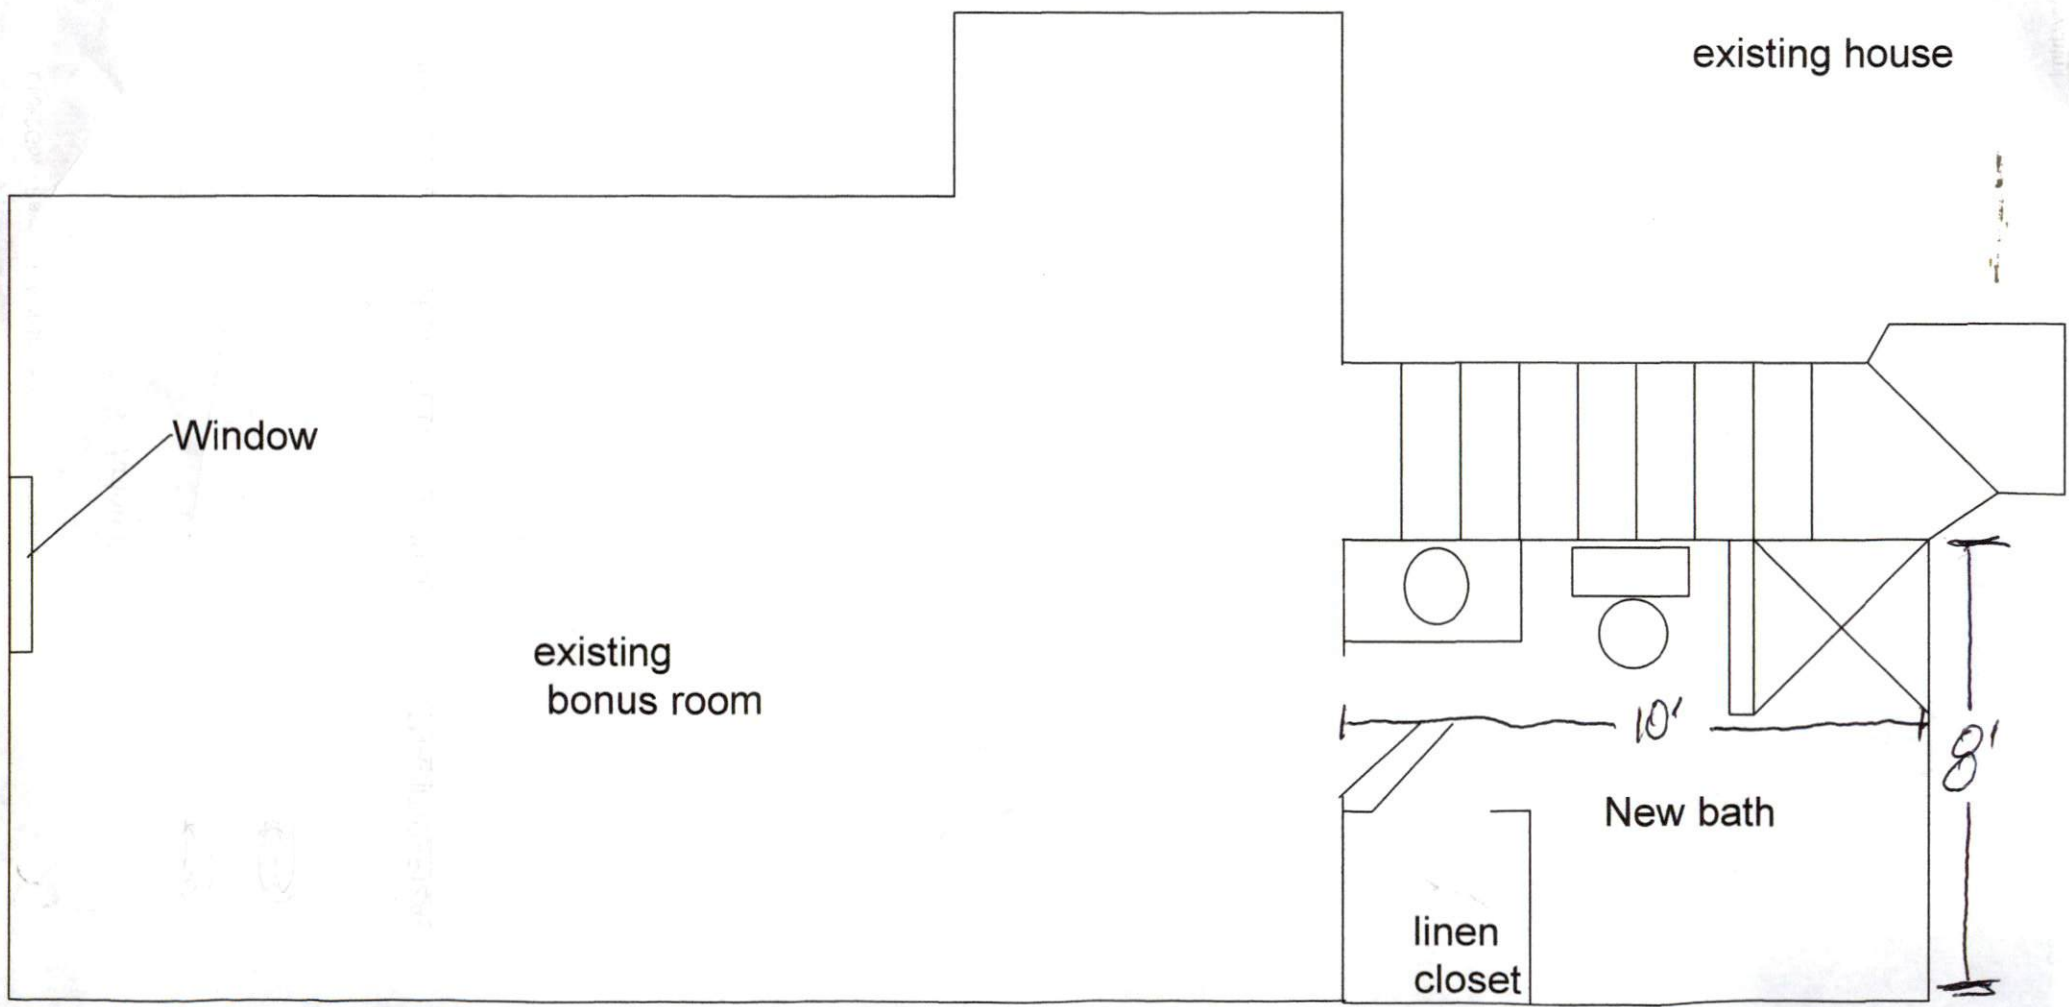 existing house
Window
existing
bonus room
10'
8'
New bath
linen
closet